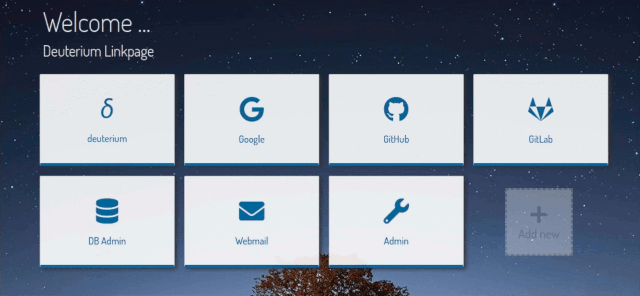 Welcome ...
Deuterium Linkpage
δ
deuterium
Google
GitHub
GitLab
DB Admin
Webmail
Admin
Add new